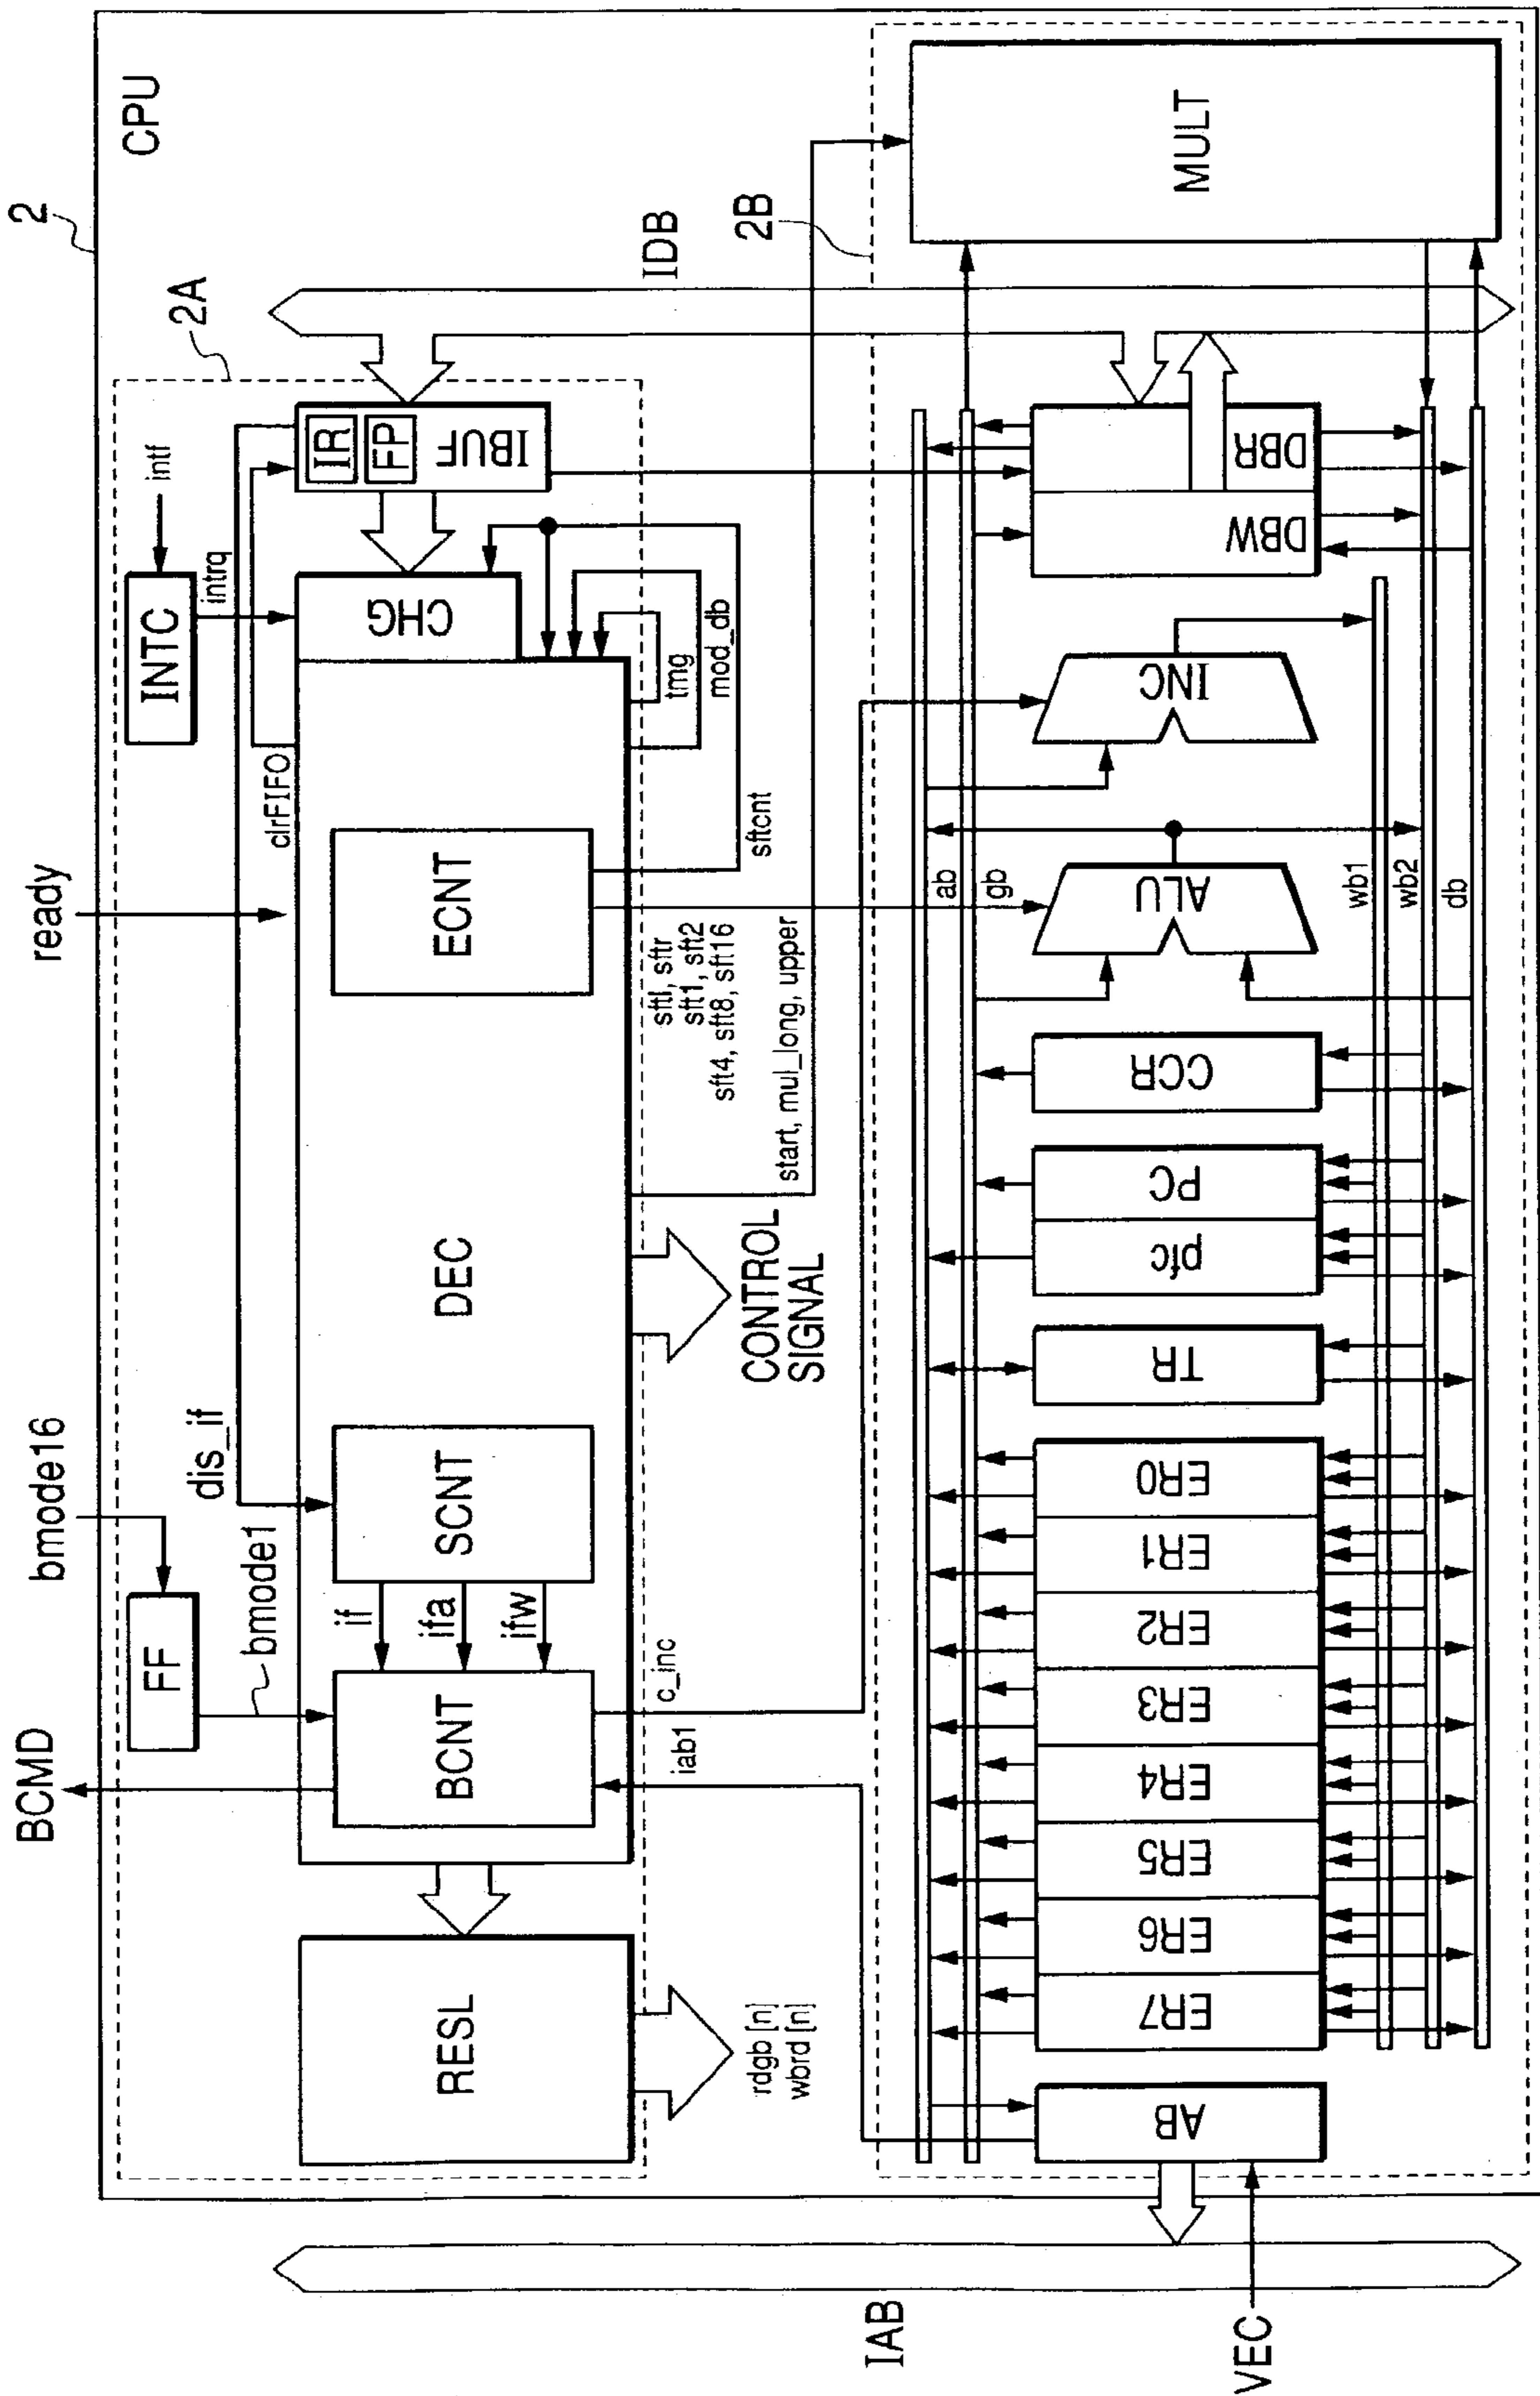 2
CPU
BCMD
bmode16
ready
2A
FF
bmode1
dis_if
clrFIFO
INTC
intf
intrq
IR
FP
IBUF
CHG
RESL
BCNT
if
ifa
ifw
SCNT
DEC
ECNT
tmg
mod_db
sftcnt
IDB
iab1
c_inc
rdgb [n]
wbrd [n]
CONTROL
SIGNAL
sftl, sftr
sft1, sft2
sft4, sft8, sft16
start, mul_long, upper
2B
ab
gb
AB
ER7
ER6
ER5
ER4
ER3
ER2
ER1
ER0
TR
pfc
PC
CCR
ALU
INC
DBW
DBR
MULT
wb1
wb2
db
IAB
VEC